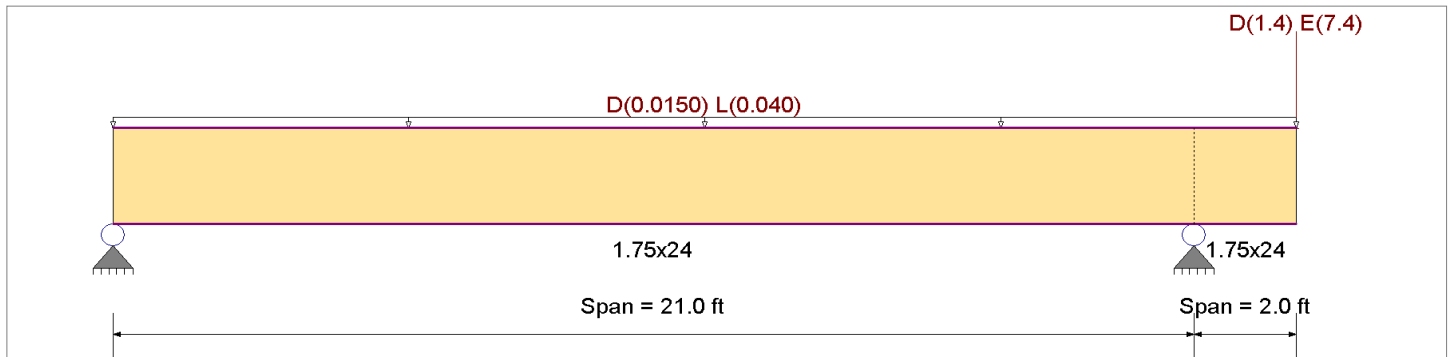 D(1.4) E(7.4)
D(0.0150) L(0.040)
1.75x24
1.75x24
Span = 21.0 ft
Span = 2.0 ft